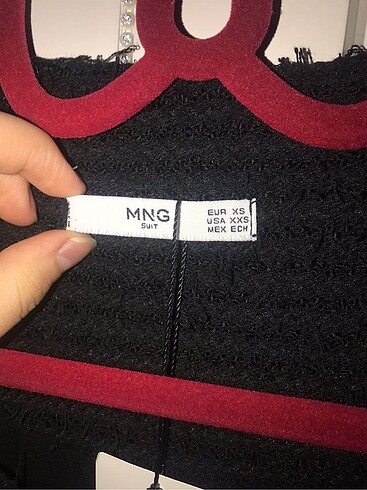 MNG
SUIT
EUR XS
USA XXS
MEX ECH